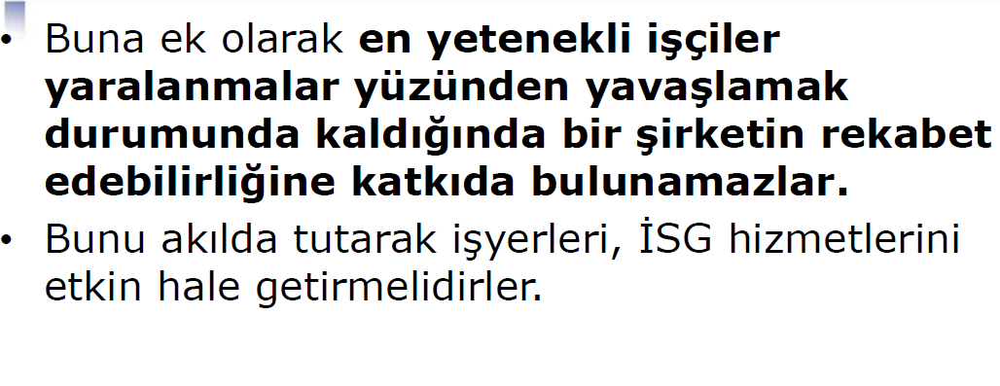 • Buna ek olarak en yetenekli işçiler
yaralanmalar yüzünden yavaşlamak
durumunda kaldığında bir şirketin rekabet
edebilirliğine katkıda bulunamazlar.
• Bunu akılda tutarak işyerleri, İSG hizmetlerini
etkin hale getirmelidirler.